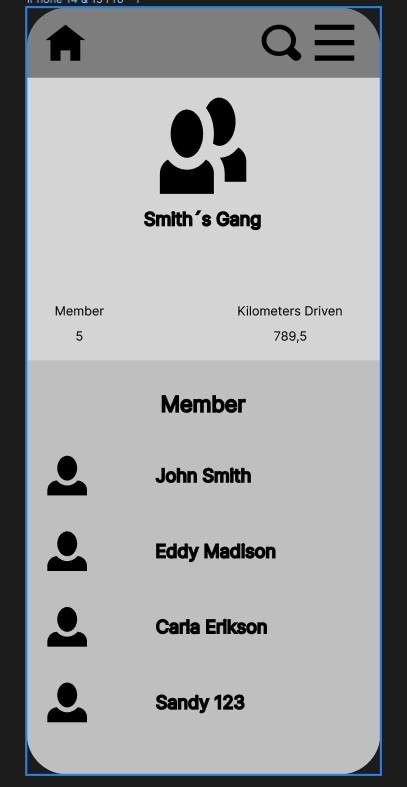 iPhone 14 & 15 Pro - 1
Smith´s Gang
Member Kilometers Driven
5 789,5
Member
John Smith
Eddy Madison
Carla Erikson
Sandy 123